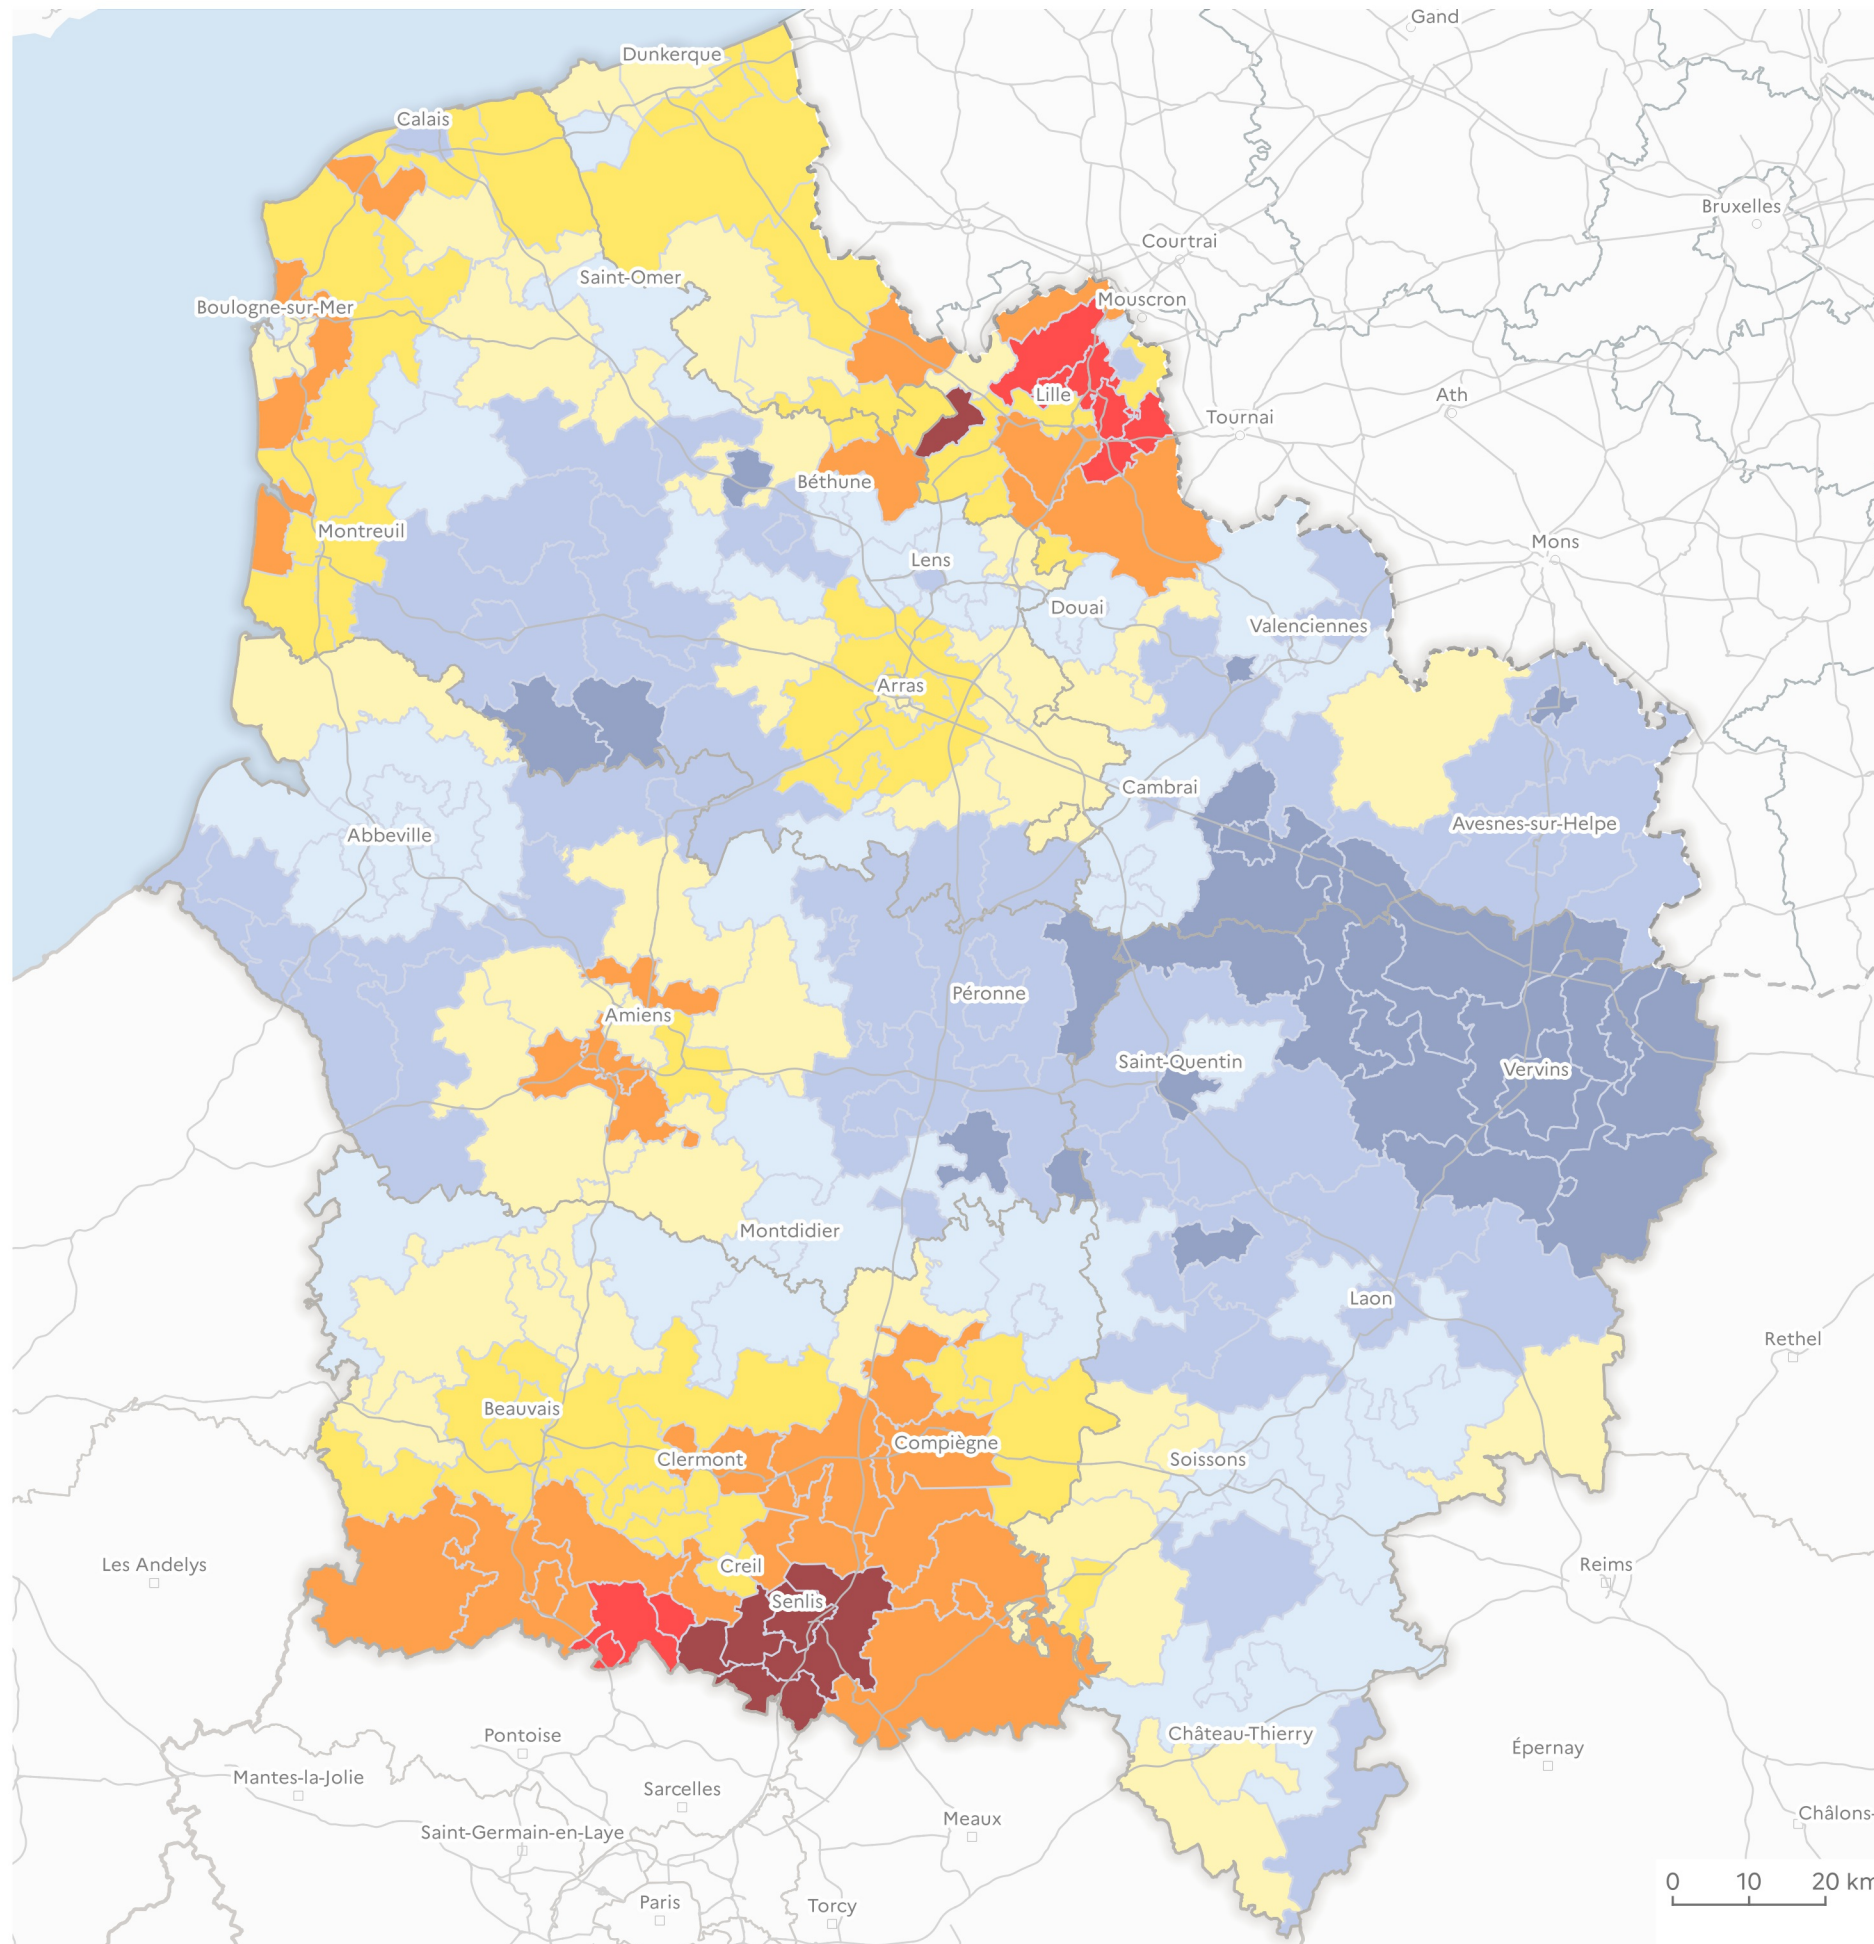 Gand
Dunkerque
Calais
Bruxelles
Courtrai
Saint-Omer
Mouscron
Boulogne-sur-Mer
Lille
Ath
Tournai
Béthune
Montreuil
Mons
Lens
Douai
Valenciennes
Arras
Cambrai
Avesnes-sur-Helpe
Abbeville
Péronne
Amiens
Saint-Quentin
Vervins
Montdidier
Laon
Rethel
Beauvais
Compiègne
Clermont
Soissons
Les Andelys
Creil
Reims
Senlis
Château-Thierry
Pontoise
Épernay
Mantes-la-Jolie
Sarcelles
Châlons-
Meaux
Saint-Germain-en-Laye
0 10 20 km
Paris
Torcy